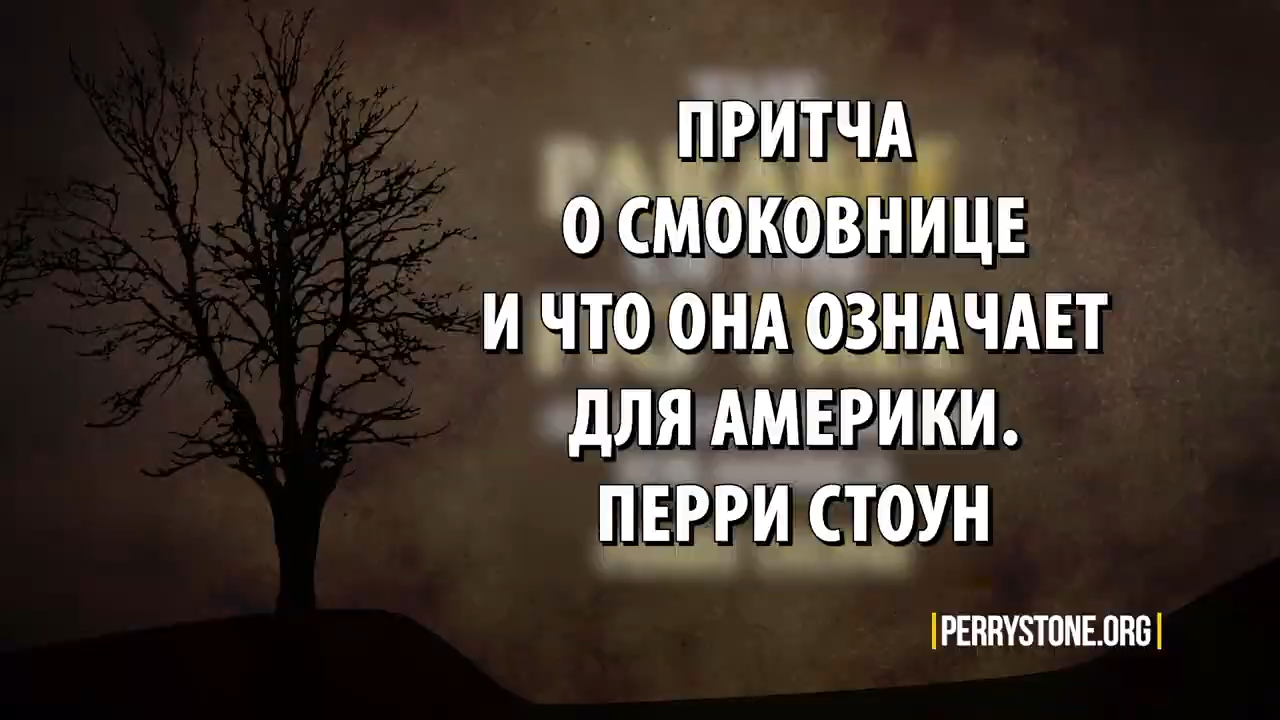 ПРИТЧА
О СМОКОВНИЦЕ
И ЧТО ОНА ОЗНАЧАЕТ
ДЛЯ АМЕРИКИ.
ПЕРРИ СТОУН
PERRYSTONE.ORG